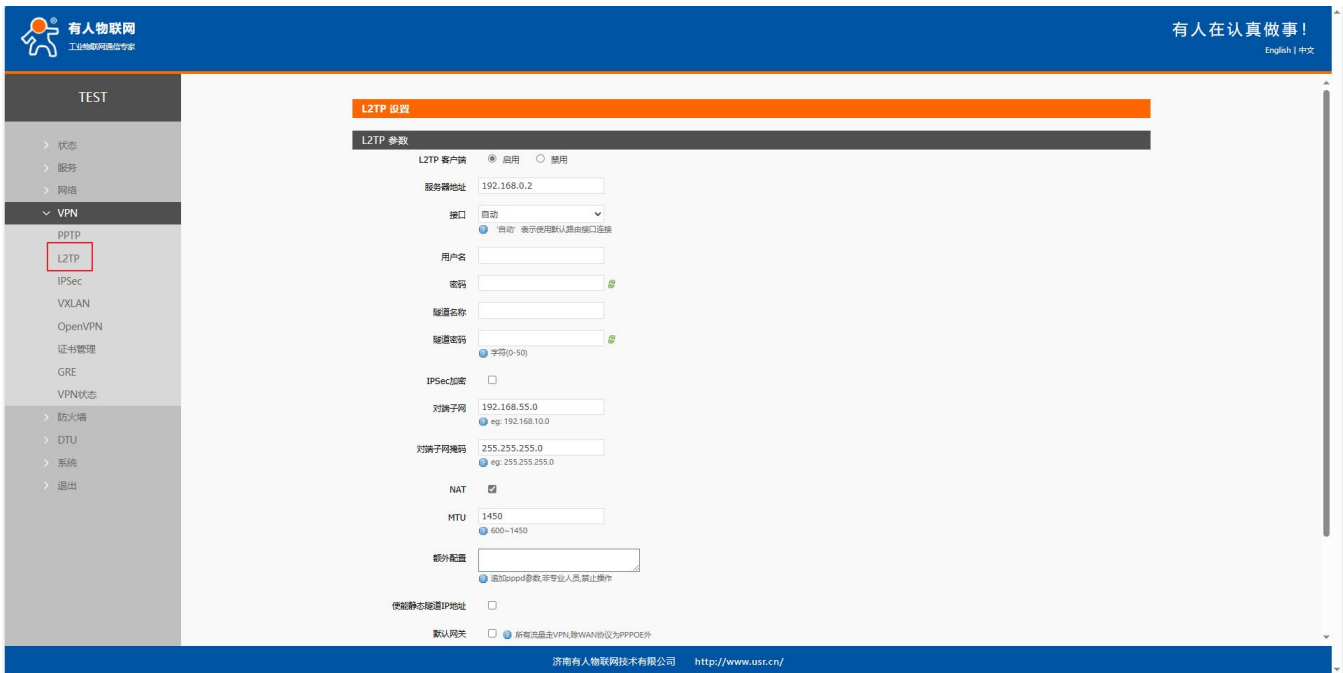 有人物联网
工业物联网通信专家
有人在认真做事！
English | 中文
TEST
状态
服务
网络
VPN
PPTP
L2TP
IPSec
VXLAN
OpenVPN
证书管理
GRE
VPN状态
防火墙
DTU
系统
退出
L2TP 设置
L2TP 参数
L2TP 客户端 启用 禁用
服务器地址 192.168.0.2
接口 自动
'自动' 表示使用默认路由接口连接
用户名
密码
隧道名称
隧道密码
字符(0-50)
IPSec加密
对端子网 192.168.55.0
eg: 192.168.10.0
对端子网掩码 255.255.255.0
eg: 255.255.255.0
NAT
MTU 1450
600~1450
额外配置
追加pppd参数,非专业人员,禁止操作
使能静态隧道IP地址
默认网关 所有流量走VPN,除WAN协议为PPPOE外
济南有人物联网技术有限公司 http://www.usr.cn/